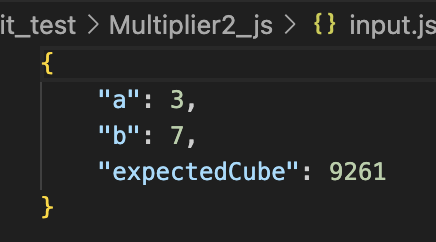 it_test > Multiplier2_js > {} input.js
{
"a": 3,
"b": 7,
"expectedCube": 9261
}